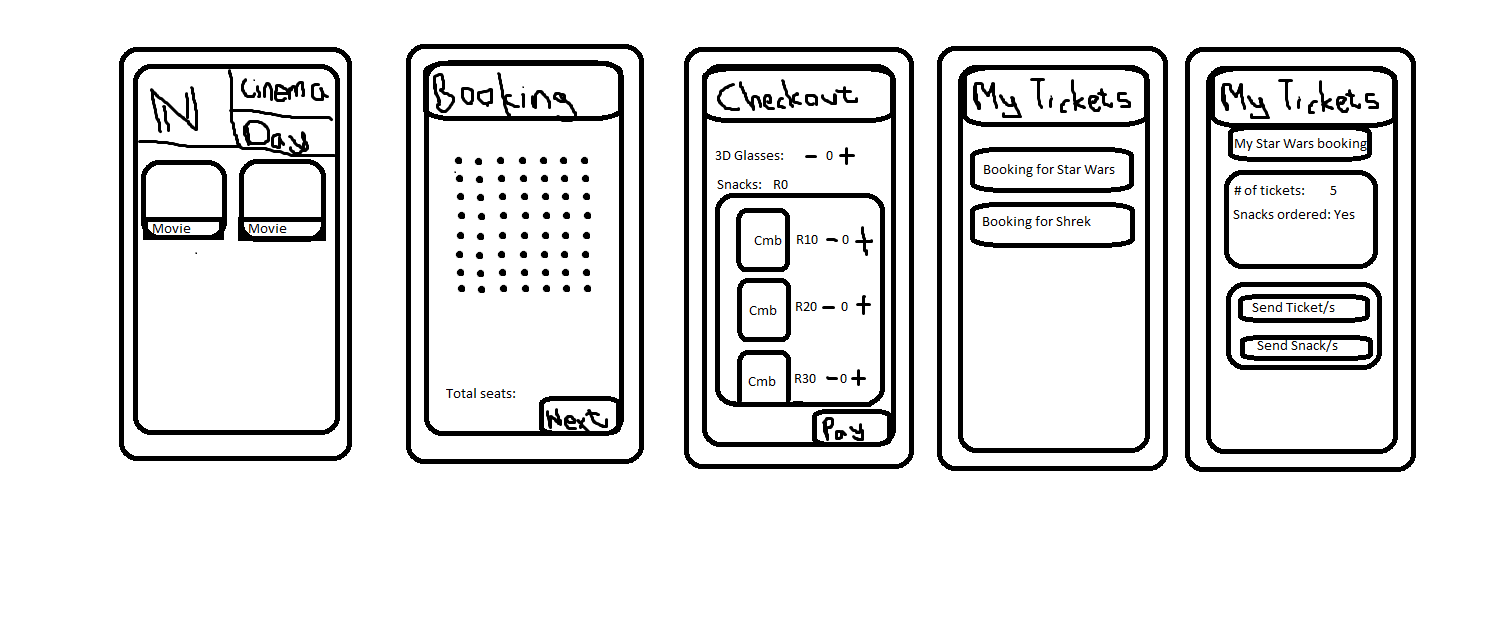 N
Cinema
Day
Movie
Movie
Booking
Total seats:
Next
Checkout
3D Glasses: - 0 +
Snacks: R0
Cmb R10 - 0 +
Cmb R20 - 0 +
Cmb R30 - 0 +
Pay
My Tickets
Booking for Star Wars
Booking for Shrek
My Tickets
My Star Wars booking
# of tickets: 5
Snacks ordered: Yes
Send Ticket/s
Send Snack/s